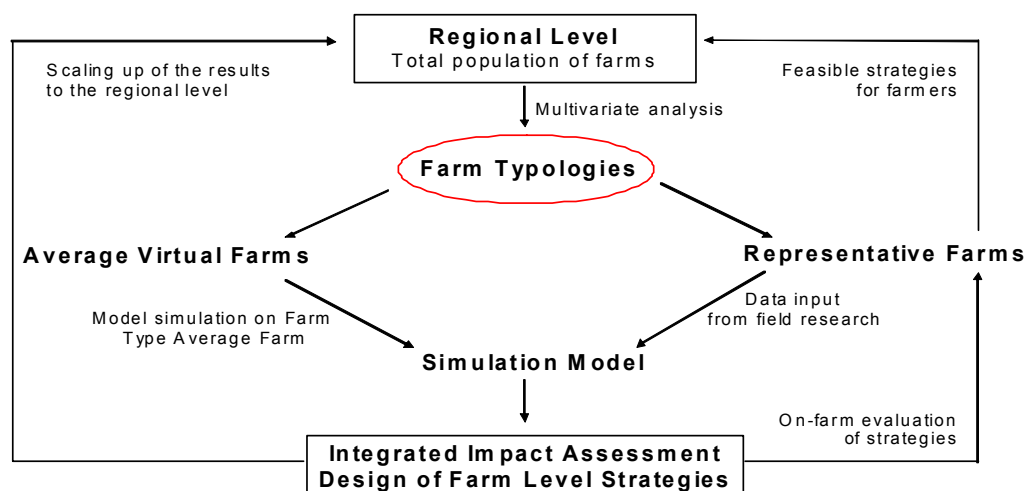 Regional Level
Total population of farms
Scaling up of the results
to the regional level
Feasible strategies
for farmers
Multivariate analysis
Farm Typologies
Average Virtual Farms
Representative Farms
Model simulation on Farm
Type Average Farm
Data input
from field research
Simulation Model
On-farm evaluation
of strategies
Integrated Impact Assessment
Design of Farm Level Strategies